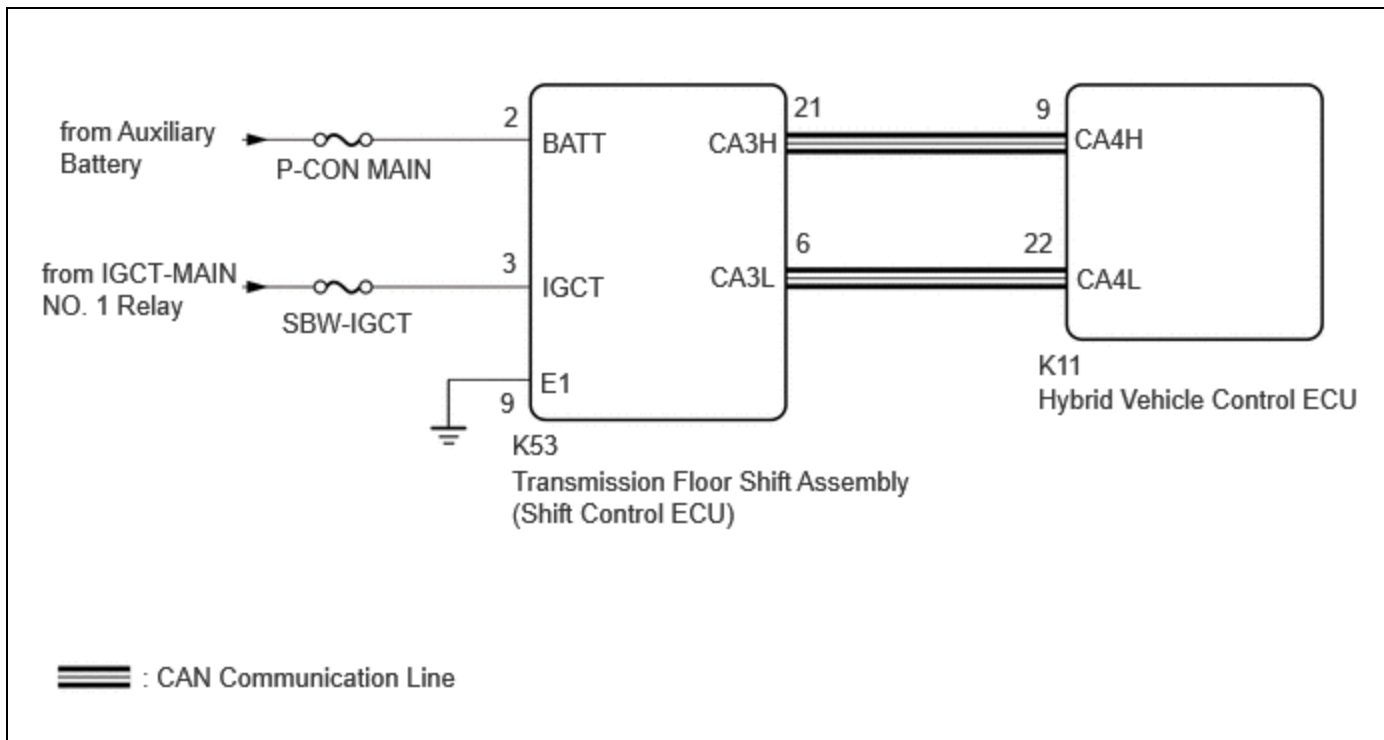 from Auxiliary
Battery
P-CON MAIN
2
BATT
from IGCT-MAIN
NO. 1 Relay
SBW-IGCT
3
IGCT
E1
9
CA3H
21
CA3L
6
K53
Transmission Floor Shift Assembly
(Shift Control ECU)
9
CA4H
22
CA4L
K11
Hybrid Vehicle Control ECU
: CAN Communication Line